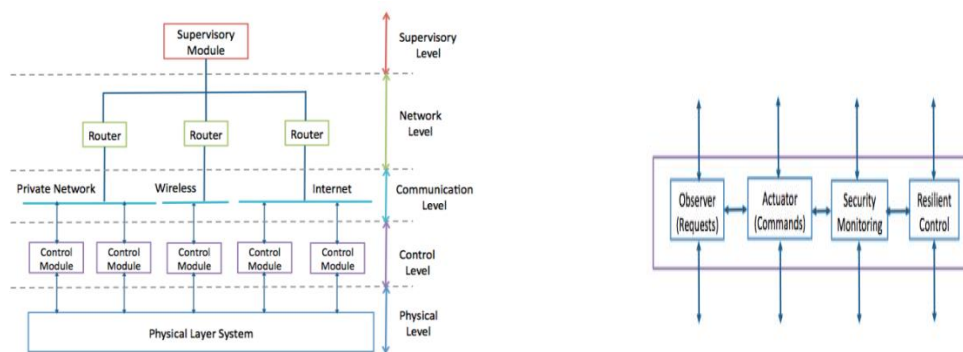 Supervisory
Module
Supervisory
Level
Router
Router
Router
Network
Level
Private Network
Wireless
Internet
Communication
Level
Control
Module
Control
Module
Control
Module
Control
Module
Control
Module
Control
Level
Physical Layer System
Physical
Level
Observer
(Requests)
Actuator
(Commands)
Security
Monitoring
Resilient
Control